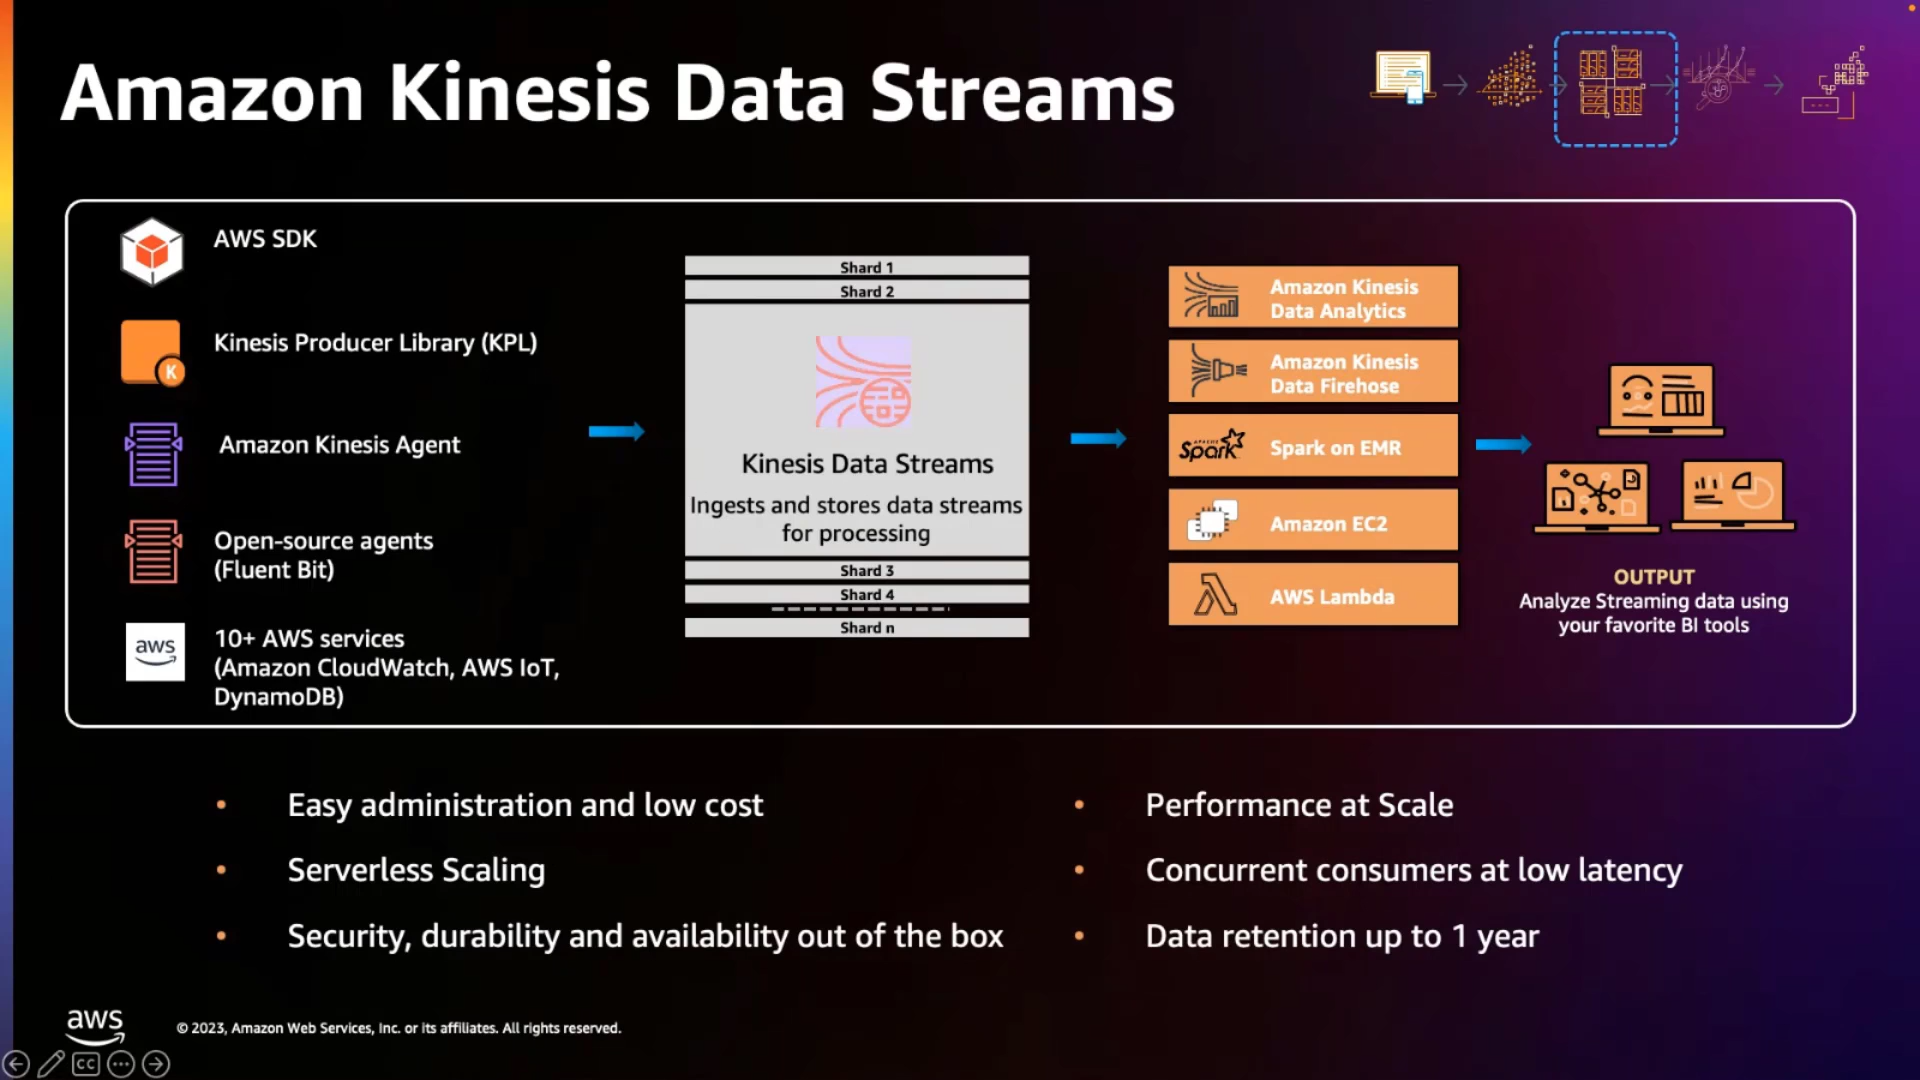 Amazon Kinesis Data Streams
AWS SDK
K
Kinesis Producer Library (KPL)
Amazon Kinesis Agent
Open-source agents
(Fluent Bit)
aws
10+ AWS services
(Amazon CloudWatch, AWS IoT,
DynamoDB)
Shard 1
Shard 2
Kinesis Data Streams
Ingests and stores data streams
for processing
Shard 3
Shard 4
Shard n
Amazon Kinesis
Data Analytics
Amazon Kinesis
Data Firehose
APACHE
Spark
Spark on EMR
Amazon EC2
AWS Lambda
OUTPUT
Analyze Streaming data using
your favorite BI tools
• Easy administration and low cost
• Serverless Scaling
• Security, durability and availability out of the box
• Performance at Scale
• Concurrent consumers at low latency
• Data retention up to 1 year
aws
© 2023, Amazon Web Services, Inc. or its affiliates. All rights reserved.
CC